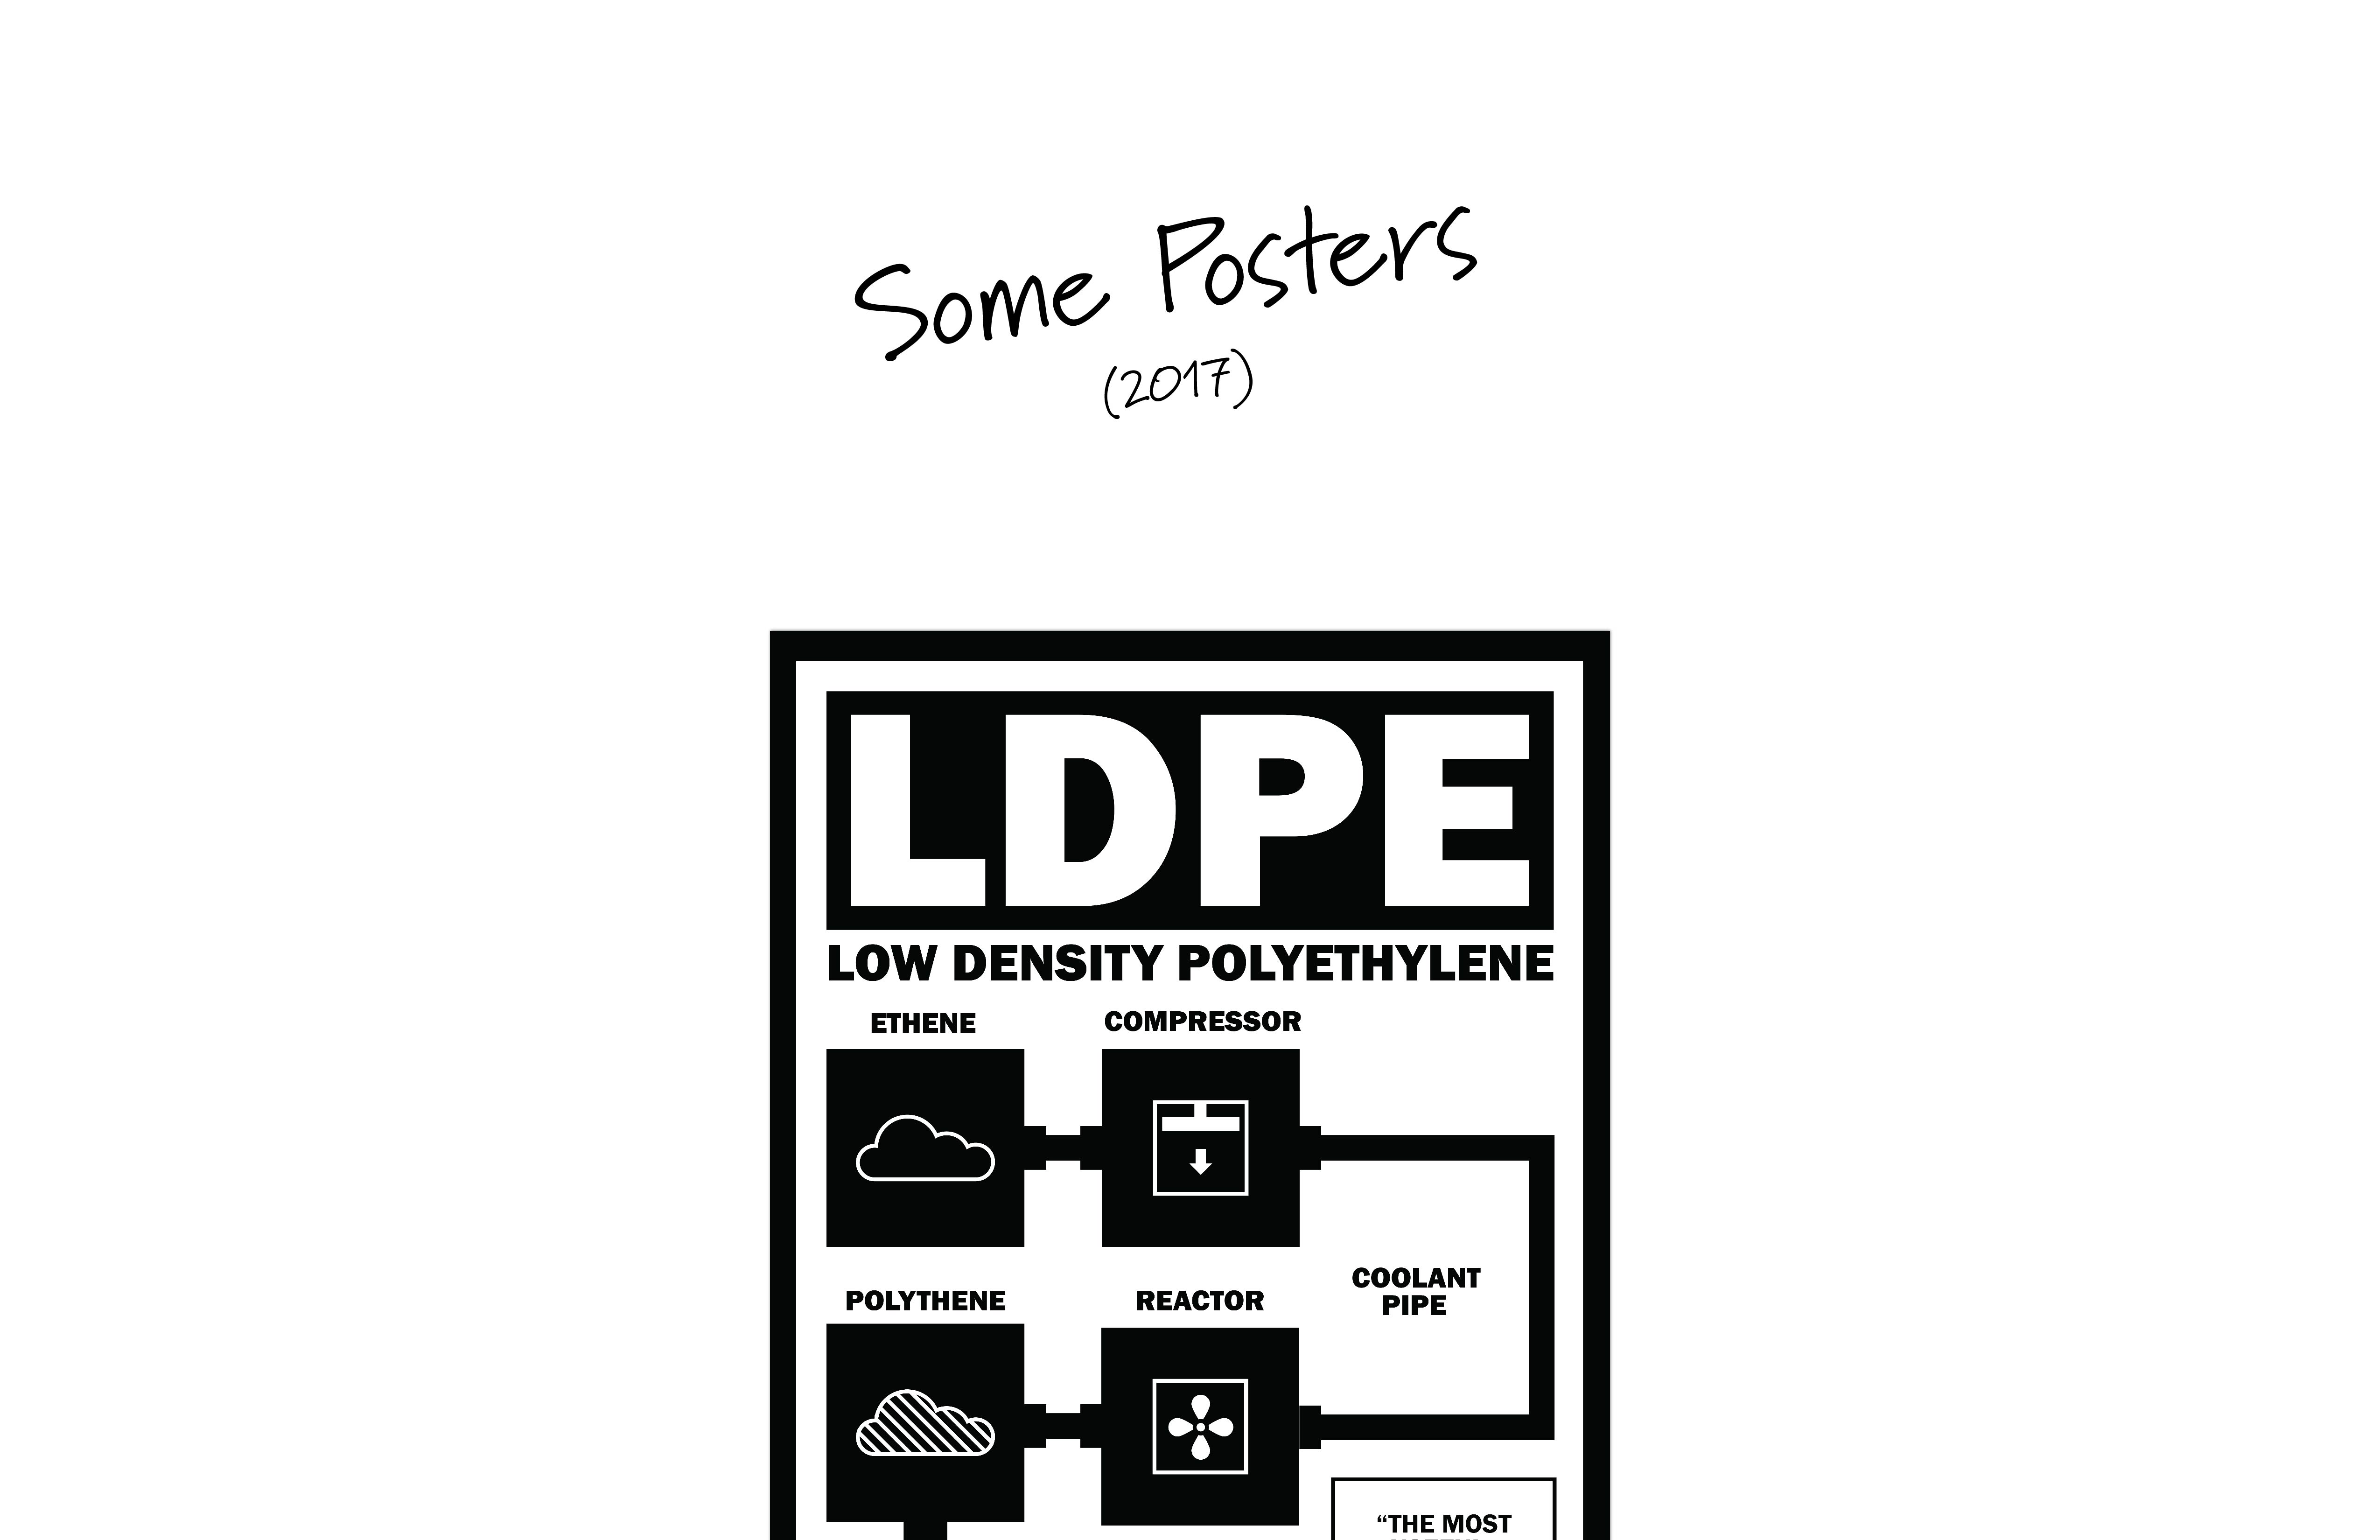 Some Posters
(2017)
LDPE
LOW DENSITY POLYETHYLENE
ETHENE
COMPRESSOR
COOLANT
PIPE
POLYTHENE
REACTOR
“THE MOST